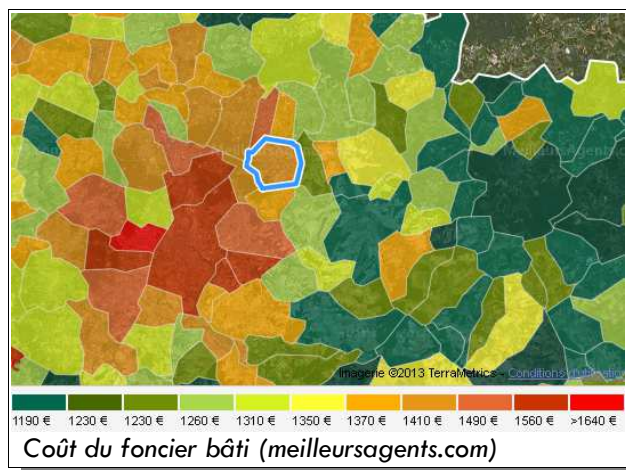 Imagerie ©2013 TerraMetrics - Conditions d'utilisation
1190 € 1230 € 1230 € 1260 € 1310 € 1350 € 1370 € 1410 € 1490 € 1560 € >1640 €
Coût du foncier bâti (meilleursagents.com)